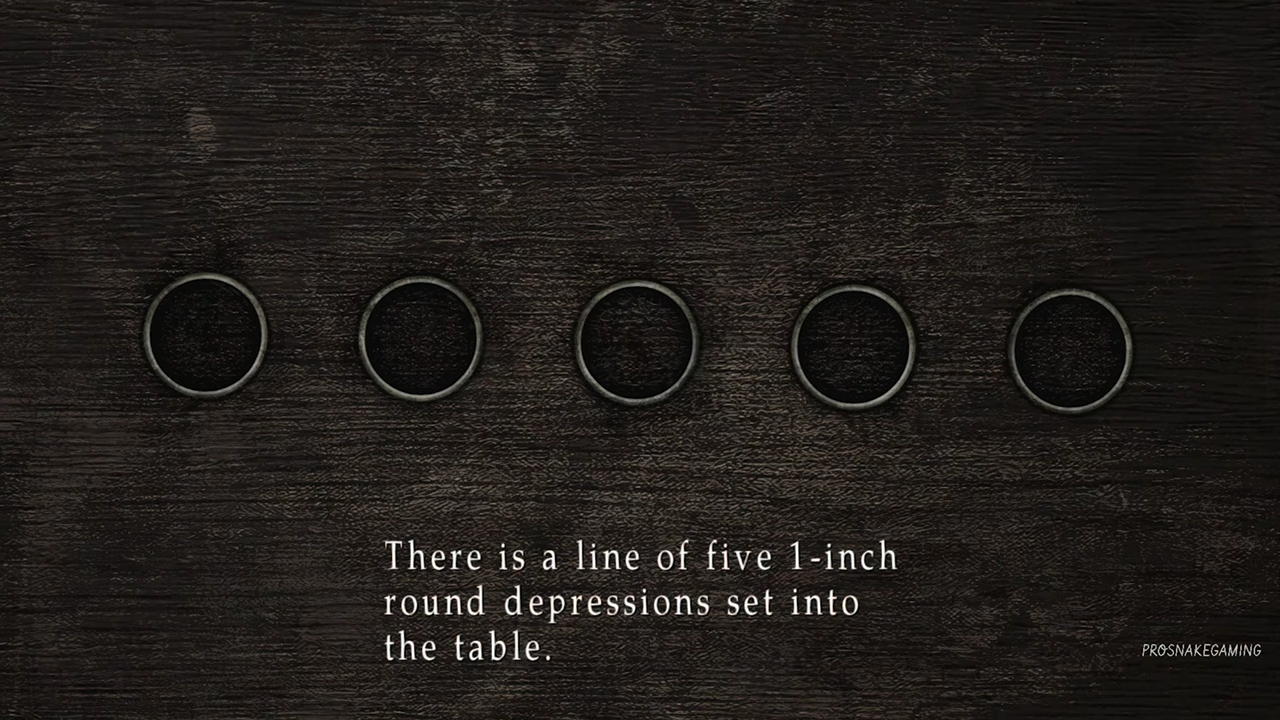 There is a line of five 1-inch
round depressions set into
the table.
PROSNAKEGAMING